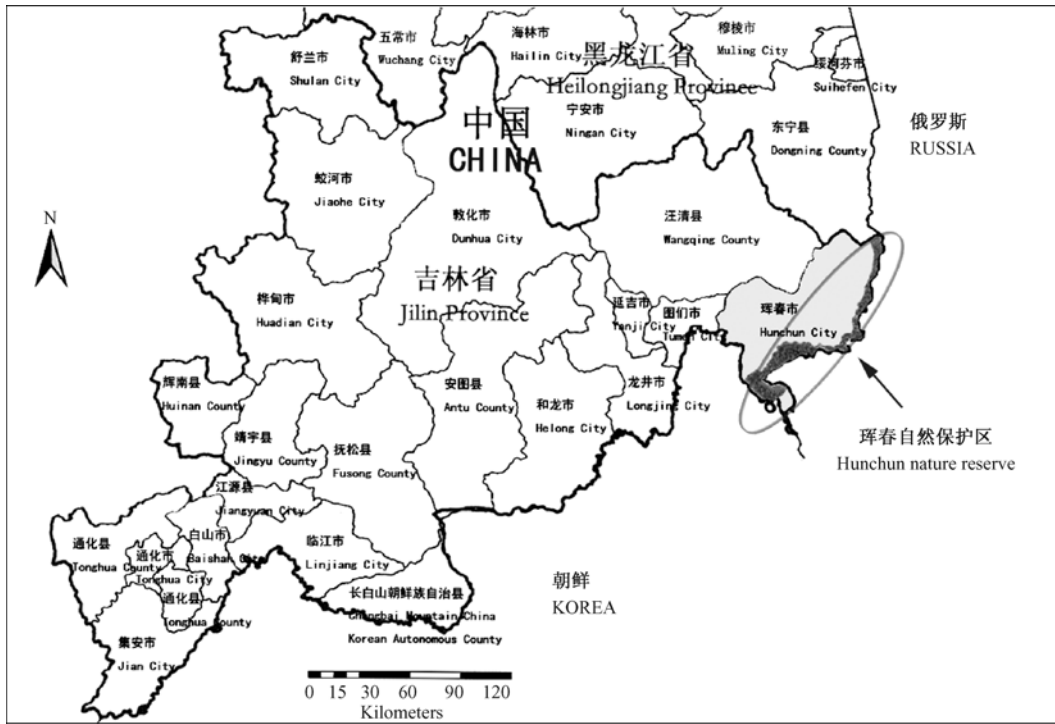 五常市
Wuchang City
海林市
Hailin City
穆棱市
Muling City
舒兰市
Shulan City
黑龙江省
Heilongjiang Province
绥芬市
Suihefen City
中国
CHINA
宁安市
Ningan City
东宁县
Dongning County
俄罗斯
RUSSIA
蛟河市
Jiaohe City
N
敦化市
Dunhua City
汪清县
Wangqing County
吉林省
Jilin Province
桦甸市
Huadian City
延吉市
Yanji City
图们市
Tumen City
珲春市
Hunchun City
辉南县
Huinan County
安图县
Antu County
和龙市
Helong City
龙井市
Longjing City
靖宇县
Jingyu County
抚松县
Fusong County
珲春自然保护区
Hunchun nature reserve
江源县
Jiangyuan City
通化县
Tonghua County
通化市
Tonghua City
白山市
Baishan City
临江市
Linjiang City
通化县
Tonghua County
长白山朝鲜族自治县
Changbai Mountain China
Korean Autonomous County
朝鲜
KOREA
集安市
Jian City
0 15 30 60 90 120
Kilometers